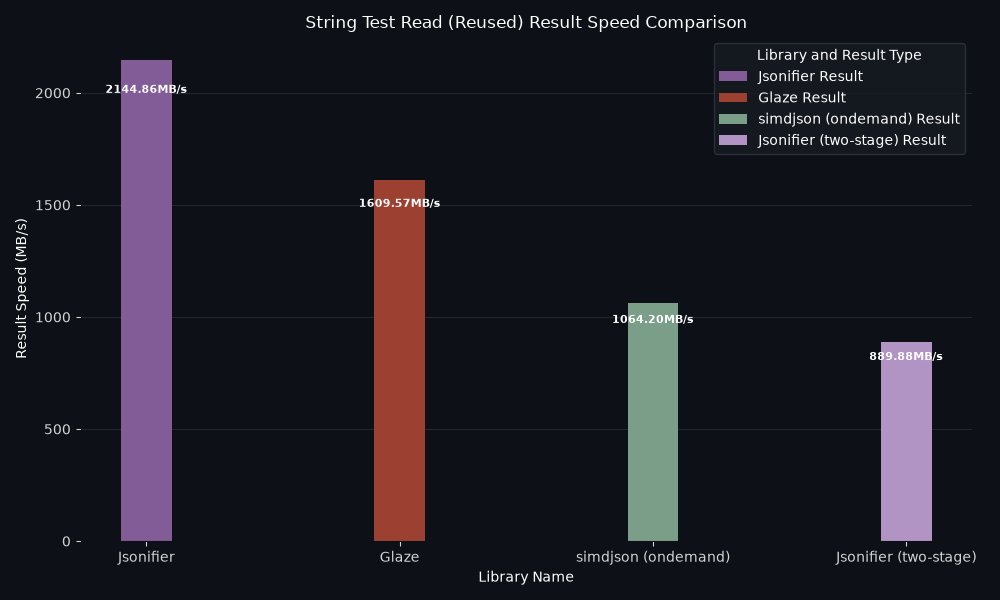 String Test Read (Reused) Result Speed Comparison
Library and Result Type
Jsonifier Result
Glaze Result
simdjson (ondemand) Result
Jsonifier (two-stage) Result
Result Speed (MB/s)
2000
1500
1000
500
0
2144.86MB/s
1609.57MB/s
1064.20MB/s
889.88MB/s
Jsonifier
Glaze
simdjson (ondemand)
Jsonifier (two-stage)
Library Name